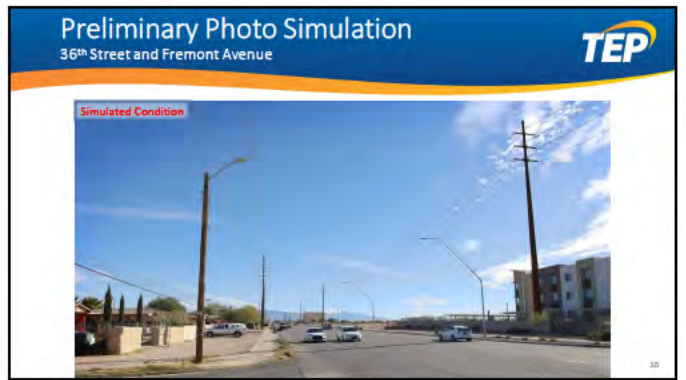 Preliminary Photo Simulation
36th Street and Fremont Avenue
TEP
Simulated Condition
10